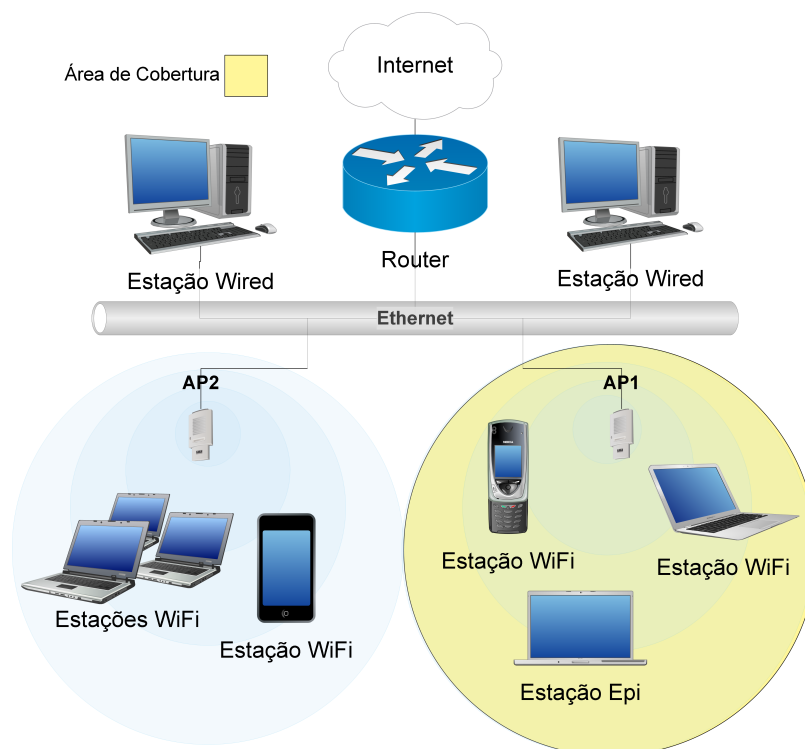 Internet
Área de Cobertura
Router
Estação Wired
Estação Wired
Ethernet
AP2
AP1
Estação WiFi
Estação WiFi
Estações WiFi
Estação WiFi
Estação Epi